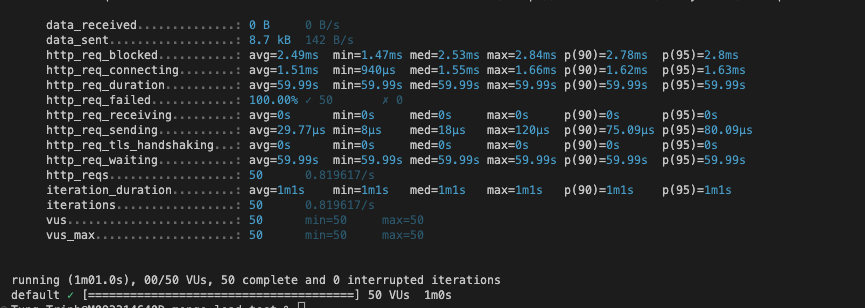 data_received..............: 0 B     0 B/s
data_sent..................: 8.7 kB  142 B/s
http_req_blocked...........: avg=2.49ms  min=1.47ms med=2.53ms max=2.84ms p(90)=2.78ms  p(95)=2.8ms
http_req_connecting........: avg=1.51ms  min=940µs  med=1.55ms max=1.66ms p(90)=1.62ms  p(95)=1.63ms
http_req_duration..........: avg=59.99s  min=59.99s med=59.99s max=59.99s p(90)=59.99s  p(95)=59.99s
http_req_failed............: 100.00% ✓ 50       ✗ 0
http_req_receiving.........: avg=0s      min=0s     med=0s     max=0s     p(90)=0s      p(95)=0s
http_req_sending...........: avg=29.77µs min=8µs    med=18µs   max=120µs  p(90)=75.09µs p(95)=80.09µs
http_req_tls_handshaking...: avg=0s      min=0s     med=0s     max=0s     p(90)=0s      p(95)=0s
http_req_waiting...........: avg=59.99s  min=59.99s med=59.99s max=59.99s p(90)=59.99s  p(95)=59.99s
http_reqs..................: 50      0.819617/s
iteration_duration.........: avg=1m1s    min=1m1s   med=1m1s   max=1m1s   p(90)=1m1s    p(95)=1m1s
iterations.................: 50      0.819617/s
vus........................: 50      min=50     max=50
vus_max....................: 50      min=50     max=50
running (1m01.0s), 00/50 VUs, 50 complete and 0 interrupted iterations
default ✓ [======================================] 50 VUs  1m0s